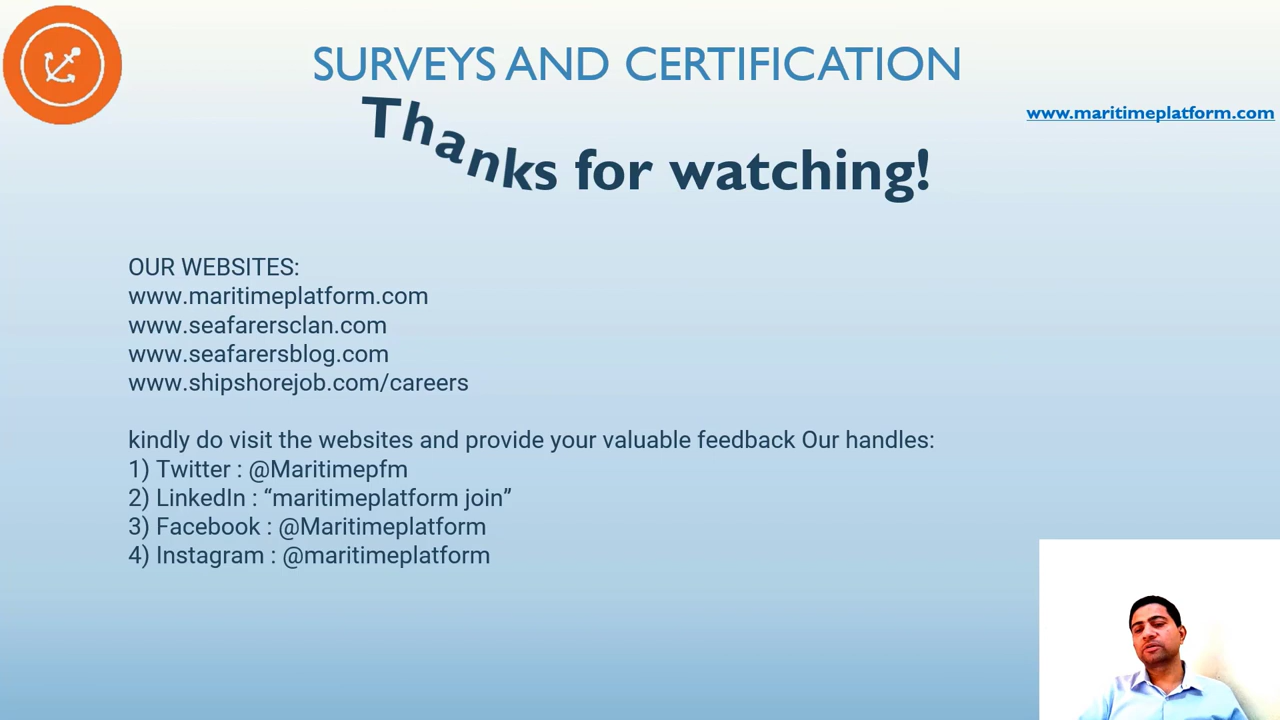 SURVEYS AND CERTIFICATION
www.maritimeplatform.com
Thanks for watching!
OUR WEBSITES:
www.maritimeplatform.com
www.seafarersclan.com
www.seafarersblog.com
www.shipshorejob.com/careers
kindly do visit the websites and provide your valuable feedback Our handles:
1) Twitter : @Maritimepfm
2) LinkedIn : “maritimeplatform join”
3) Facebook : @Maritimeplatform
4) Instagram : @maritimeplatform